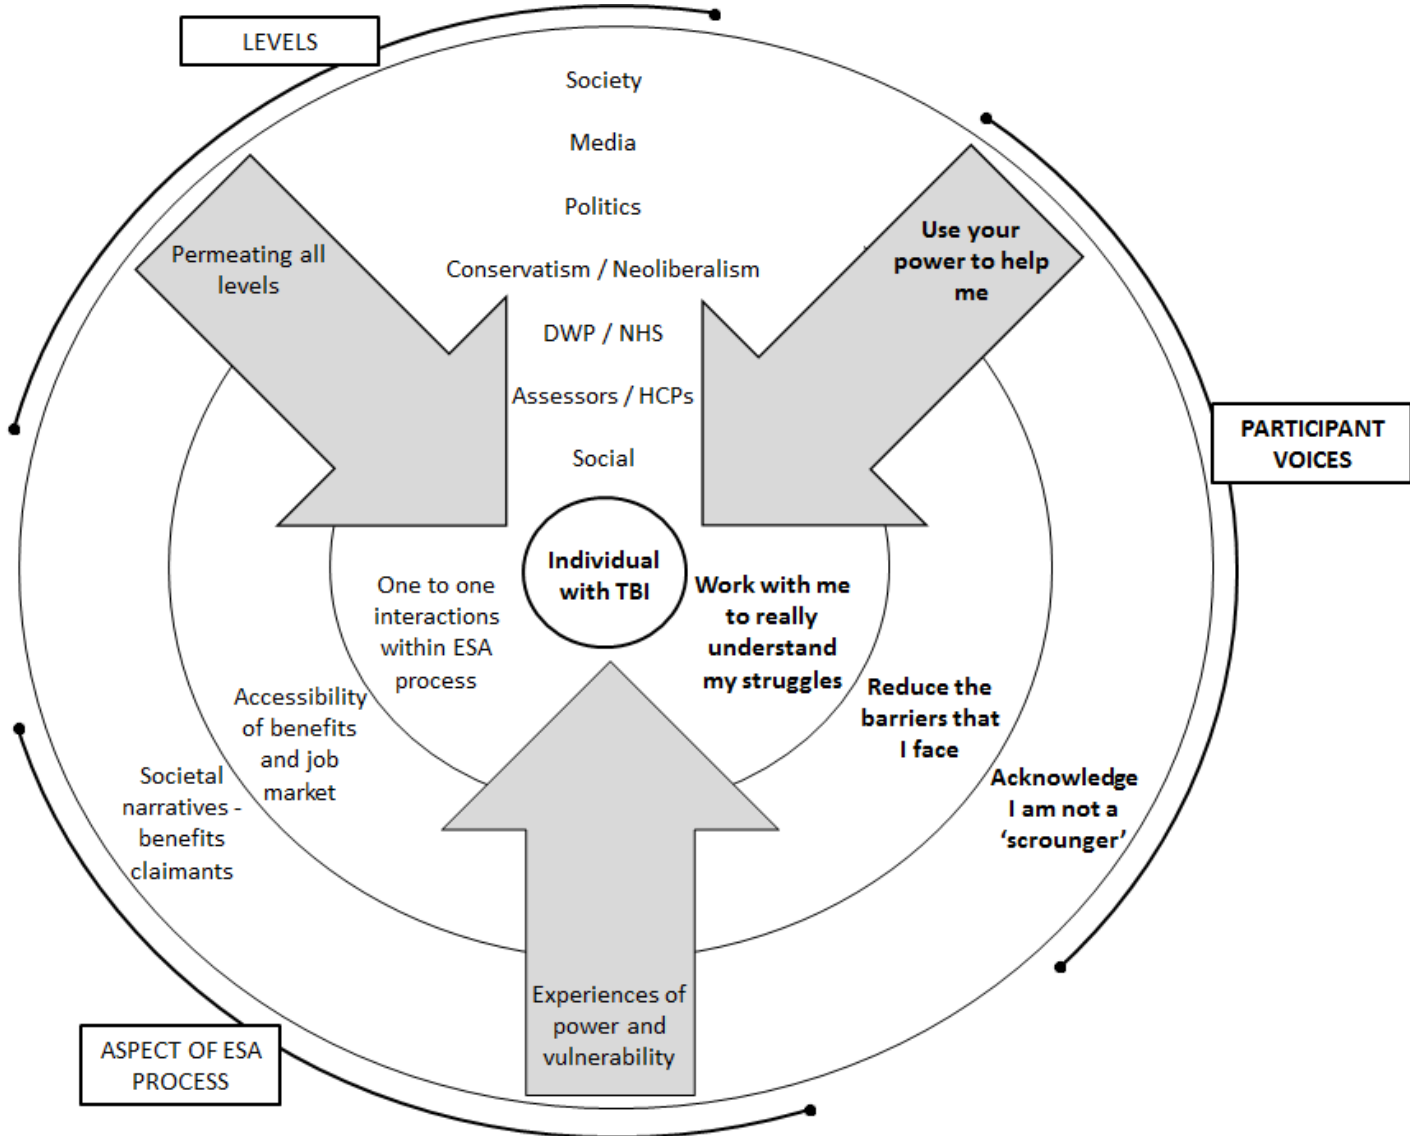 LEVELS
Society
Media
Politics
Conservatism / Neoliberalism
DWP / NHS
Assessors / HCPs
Social
Permeating all
levels
Use your
power to help
me
PARTICIPANT
VOICES
Individual
with TBI
One to one
interactions
within ESA
process
Work with me
to really
understand
my struggles
Accessibility
of benefits
and job
market
Reduce the
barriers that
I face
Societal
narratives -
benefits
claimants
Acknowledge
I am not a
‘scrounger’
Experiences of
power and
vulnerability
ASPECT OF ESA
PROCESS